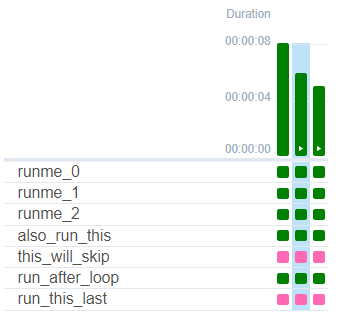 Duration
00:00:08
00:00:04
00:00:00
runme_0
runme_1
runme_2
also_run_this
this_will_skip
run_after_loop
run_this_last